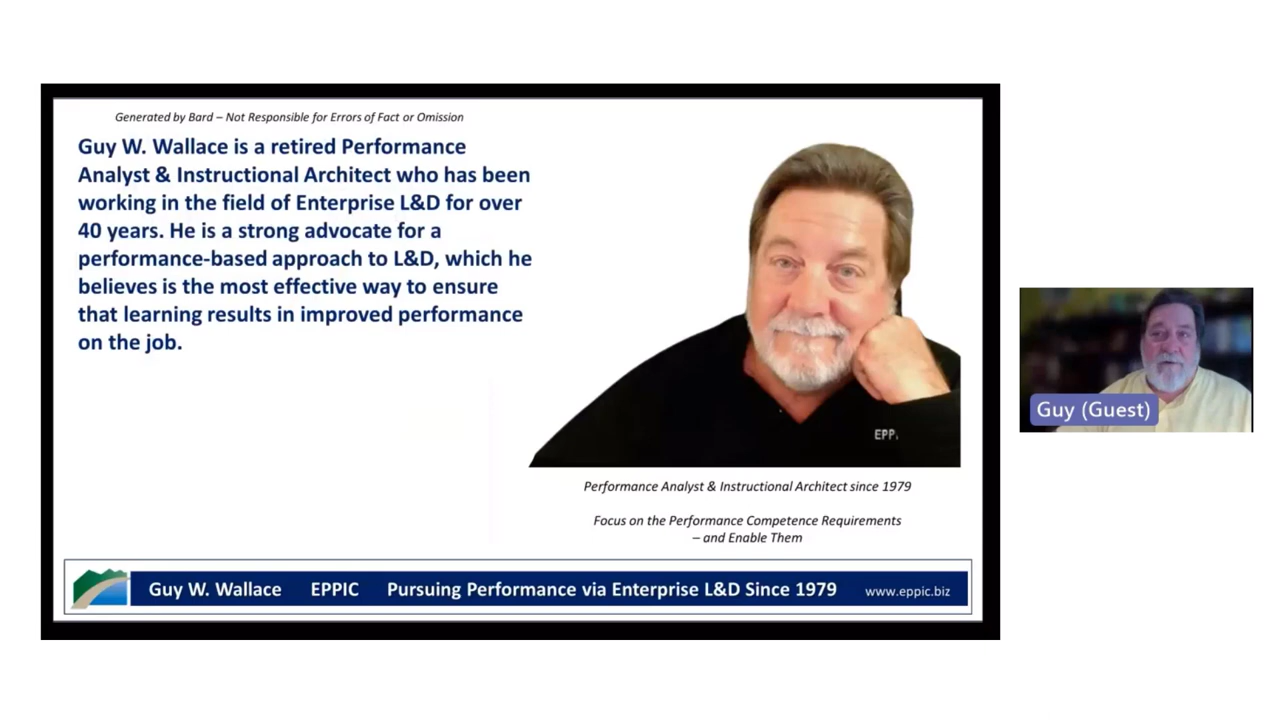 Generated by Bard – Not Responsible for Errors of Fact or Omission
Guy W. Wallace is a retired Performance
Analyst & Instructional Architect who has been
working in the field of Enterprise L&D for over
40 years. He is a strong advocate for a
performance-based approach to L&D, which he
believes is the most effective way to ensure
that learning results in improved performance
on the job.
EPP.
Performance Analyst & Instructional Architect since 1979
Focus on the Performance Competence Requirements
– and Enable Them
Guy W. Wallace EPPIC Pursuing Performance via Enterprise L&D Since 1979 www.eppic.biz
Guy (Guest)